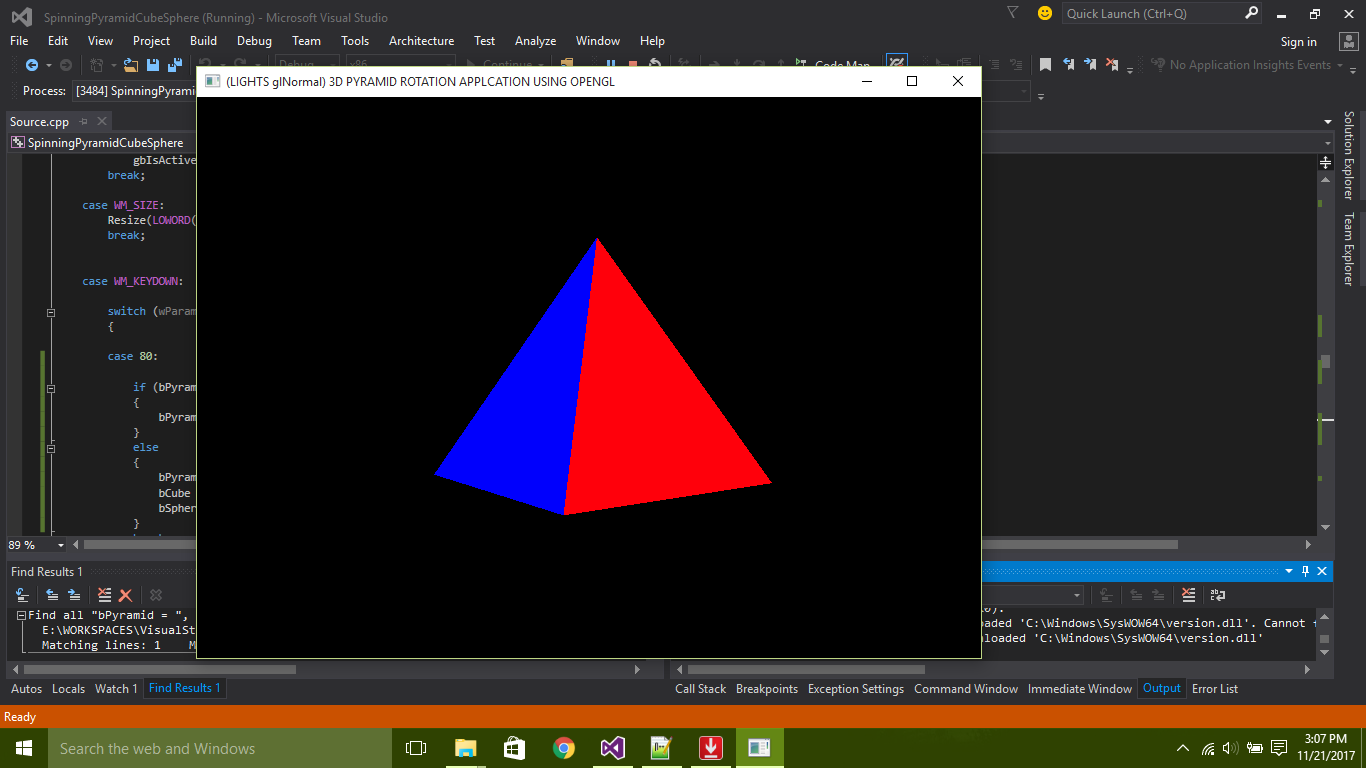 SpinningPyramidCubeSphere (Running) - Microsoft Visual Studio
Quick Launch (Ctrl+Q)
File Edit View Project Build Debug Team Tools Architecture Test Analyze Window Help
Sign in
Debug x86 Continue Code Map
No Application Insights Events
Process: [3484] SpinningPyrami
(LIGHTS glNormal) 3D PYRAMID ROTATION APPLCATION USING OPENGL
Source.cpp
SpinningPyramidCubeSphere
Solution Explorer
Team Explorer
gbIsActive
break;
case WM_SIZE:
Resize(LOWORD(
break;
case WM_KEYDOWN:
switch (wParam
{
case 80:
if (bPyram
{
bPyram
}
else
{
bPyram
bCube
bSpher
}
89 %
Find Results 1
Find all "bPyramid = ",
E:\WORKSPACES\VisualSt
Matching lines: 1 M
oaded 'C:\Windows\SysWOW64\version.dll'. Cannot
loaded 'C:\Windows\SysWOW64\version.dll'
Autos Locals Watch 1 Find Results 1
Call Stack Breakpoints Exception Settings Command Window Immediate Window Output Error List
Ready
Search the web and Windows
3:07 PM
11/21/2017